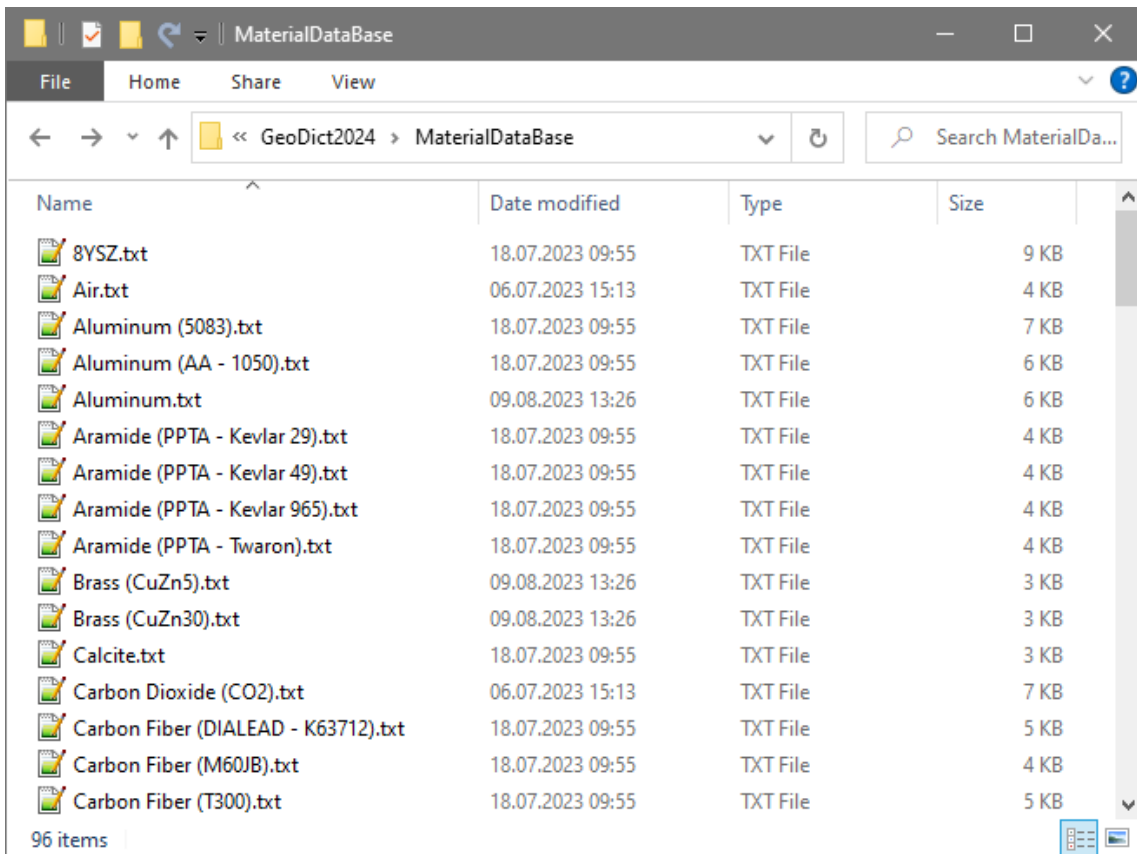 MaterialDataBase
File Home Share View
« GeoDict2024 > MaterialDataBase Search MaterialDa...
Name Date modified Type Size
8YSZ.txt 18.07.2023 09:55 TXT File 9 KB
Air.txt 06.07.2023 15:13 TXT File 4 KB
Aluminum (5083).txt 18.07.2023 09:55 TXT File 7 KB
Aluminum (AA - 1050).txt 18.07.2023 09:55 TXT File 6 KB
Aluminum.txt 09.08.2023 13:26 TXT File 6 KB
Aramide (PPTA - Kevlar 29).txt 18.07.2023 09:55 TXT File 4 KB
Aramide (PPTA - Kevlar 49).txt 18.07.2023 09:55 TXT File 4 KB
Aramide (PPTA - Kevlar 965).txt 18.07.2023 09:55 TXT File 4 KB
Aramide (PPTA - Twaron).txt 18.07.2023 09:55 TXT File 4 KB
Brass (CuZn5).txt 09.08.2023 13:26 TXT File 3 KB
Brass (CuZn30).txt 09.08.2023 13:26 TXT File 3 KB
Calcite.txt 18.07.2023 09:55 TXT File 3 KB
Carbon Dioxide (CO2).txt 06.07.2023 15:13 TXT File 7 KB
Carbon Fiber (DIALEAD - K63712).txt 18.07.2023 09:55 TXT File 5 KB
Carbon Fiber (M60JB).txt 18.07.2023 09:55 TXT File 4 KB
Carbon Fiber (T300).txt 18.07.2023 09:55 TXT File 5 KB
96 items